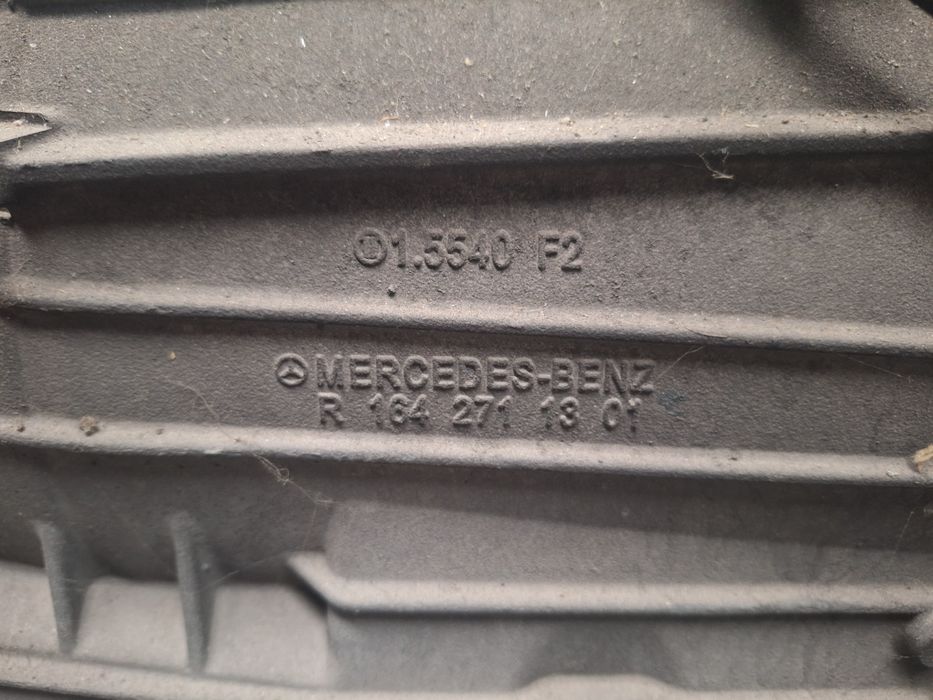 1.5540 F2
MERCEDES-BENZ
R 164 271 13 01